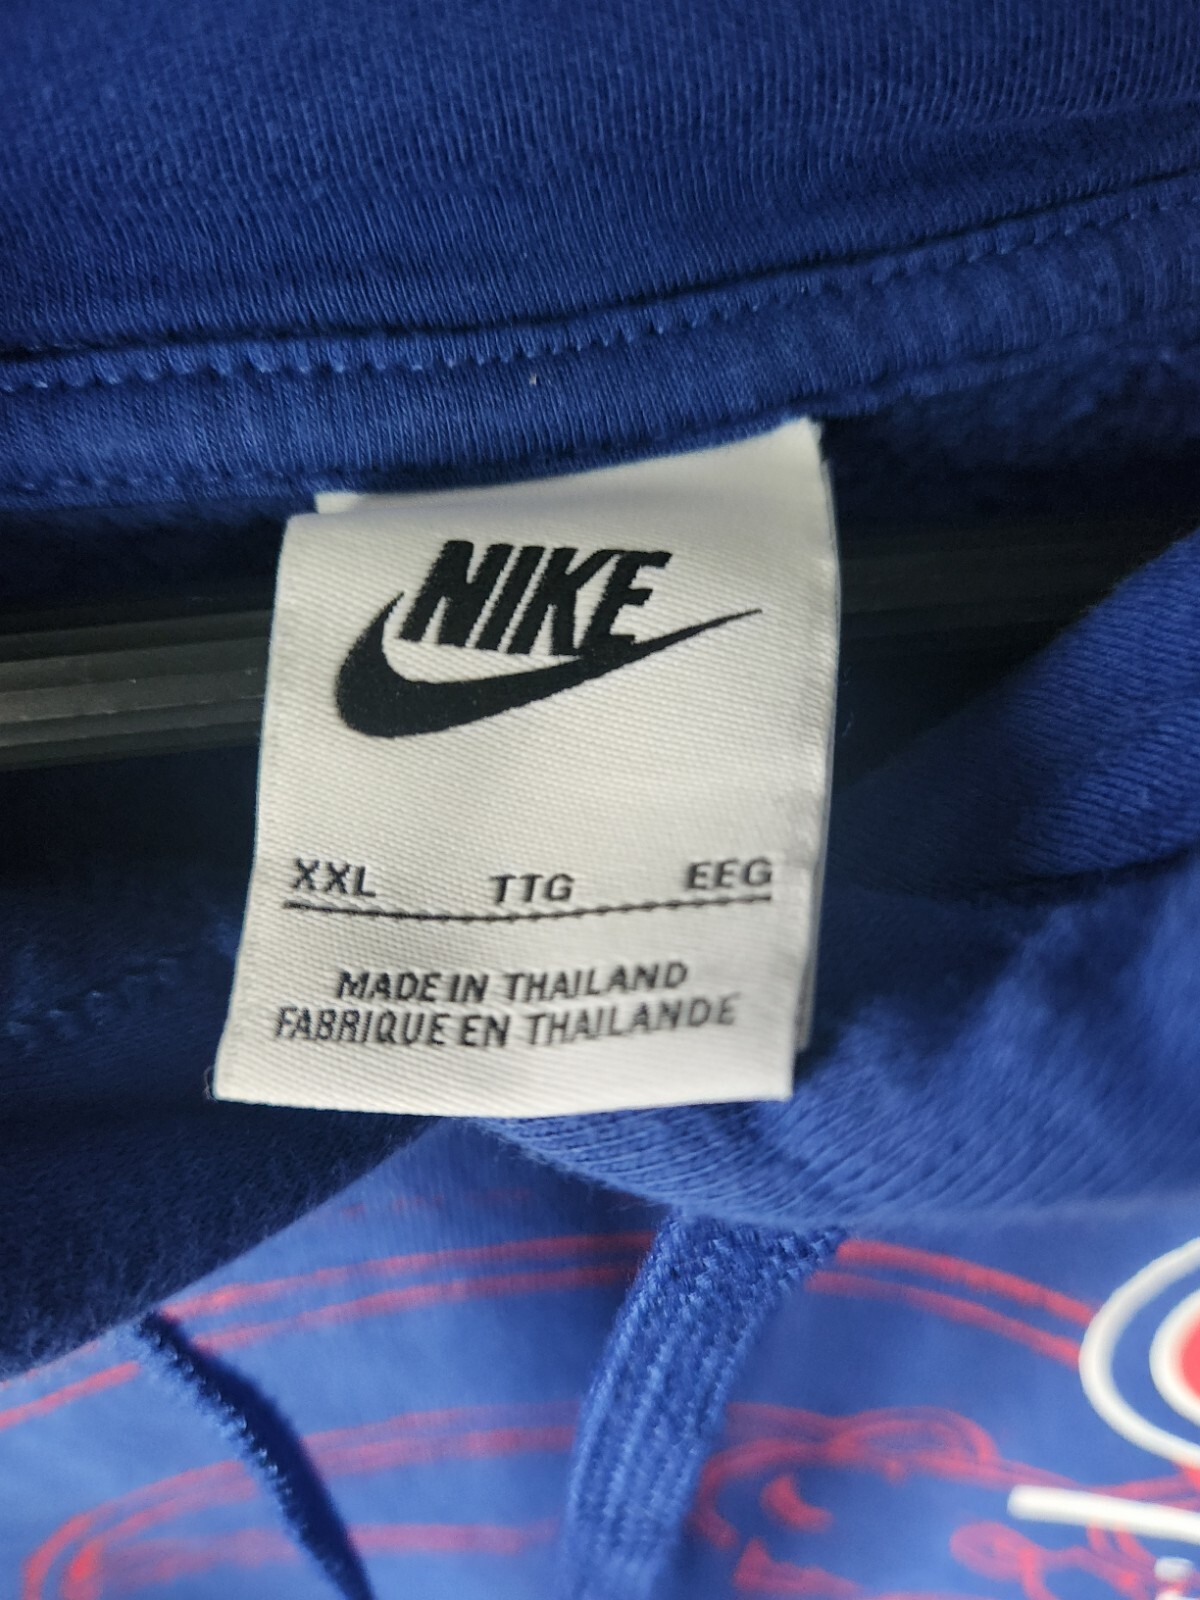 NIKE
XXL TTG EEG
MADE IN THAILAND
FABRIQUE EN THAILANDE